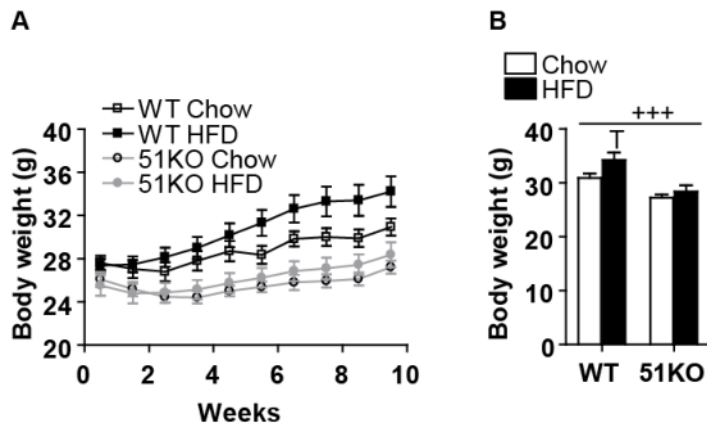 A
Body weight (g)
40
36
32
28
24
20
WT Chow
WT HFD
51KO Chow
51KO HFD
0
2
4
6
8
10
Weeks
B
Chow
HFD
Body weight (g)
40
30
20
10
0
+++
T
WT
51KO